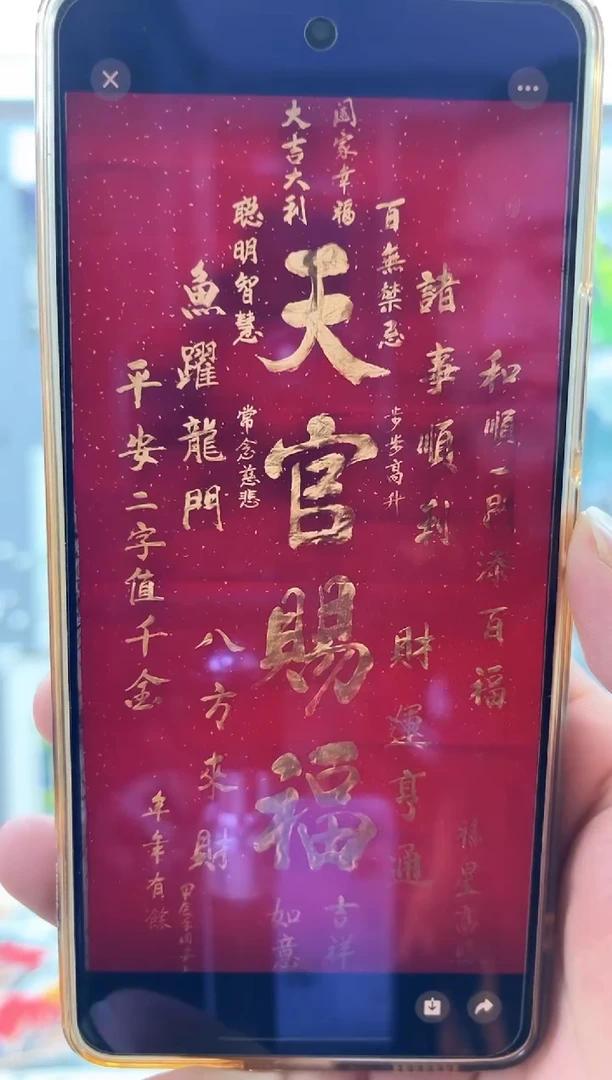 和順一門添百福
福星高照
諸事順利
財運亨通
百無禁忌
步步高升
闔家幸福
大吉大利
天官賜福
吉祥
如意
聰明智慧
常念慈悲
魚躍龍門
八方來財
平安二字值千金
年年有餘